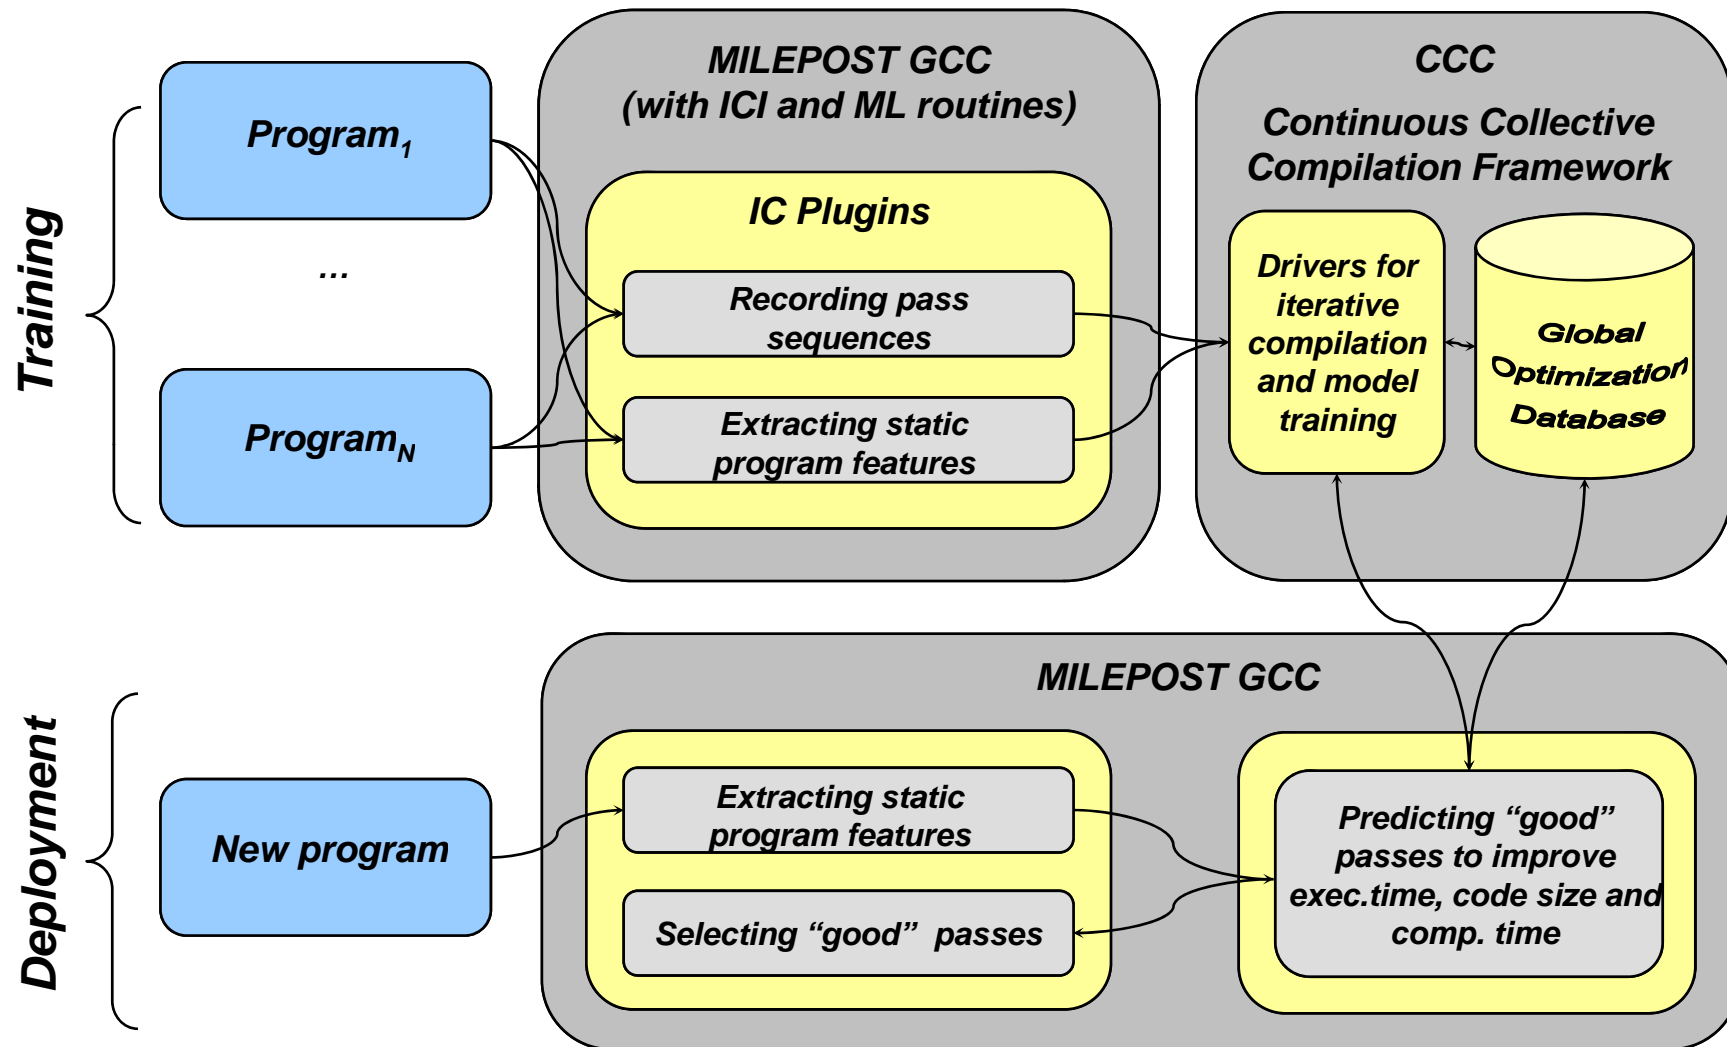 Training
Program1
...
ProgramN
MILEPOST GCC
(with ICI and ML routines)
IC Plugins
Recording pass
sequences
Extracting static
program features
CCC
Continuous Collective
Compilation Framework
Drivers for
iterative
compilation
and model
training
Global
Optimization
Database
Deployment
New program
MILEPOST GCC
Extracting static
program features
Selecting “good”  passes
Predicting “good”
passes to improve
exec.time, code size and
comp. time